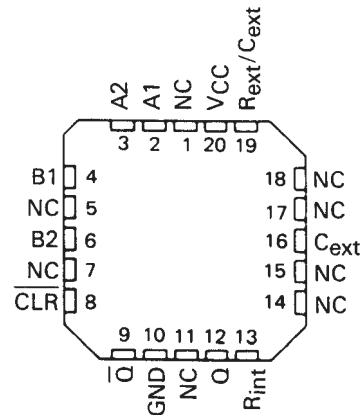 A2 A1 NC VCC Rext/Cext
3 2 1 20 19
B1 4
NC 5
B2 6
NC 7
CLR 8
18 NC
17 NC
16 Cext
15 NC
14 NC
9 10 11 12 13
Q GND NC Q Rint